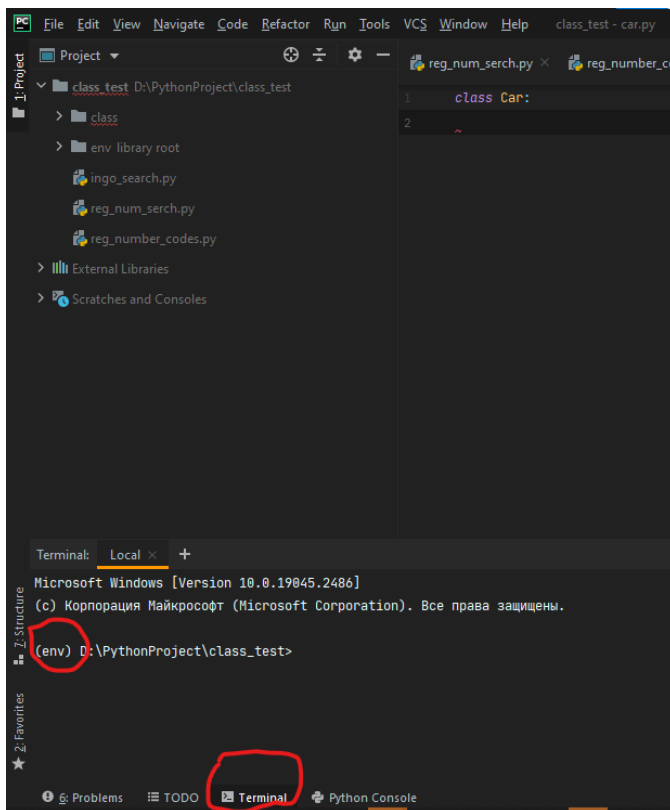 PC File Edit View Navigate Code Refactor Run Tools VCS Window Help class_test - car.py
1: Project
Project
reg_num_serch.py
reg_number_c
class_test D:\PythonProject\class_test
class
env library root
ingo_search.py
reg_num_serch.py
reg_number_codes.py
External Libraries
Scratches and Consoles
1 class Car:
2
Terminal: Local +
Microsoft Windows [Version 10.0.19045.2486]
(c) Корпорация Майкрософт (Microsoft Corporation). Все права защищены.
(env) D:\PythonProject\class_test>
7: Structure
2: Favorites
6: Problems TODO Terminal Python Console